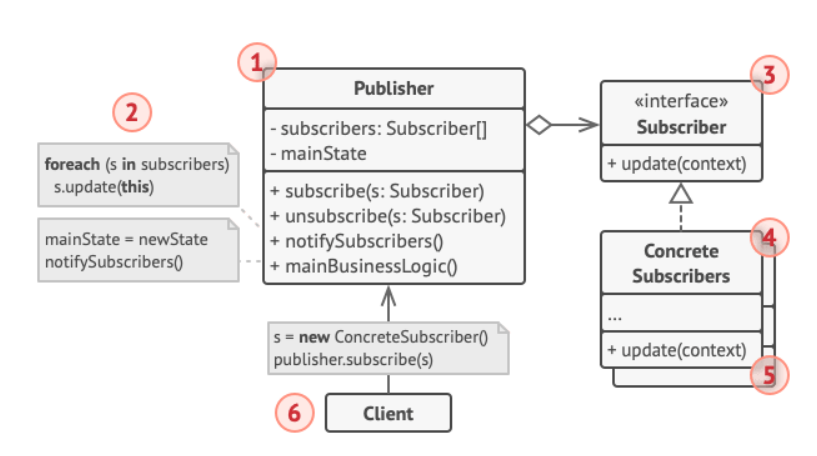 1
Publisher
- subscribers: Subscriber[]
- mainState
+ subscribe(s: Subscriber)
+ unsubscribe(s: Subscriber)
+ notifySubscribers()
+ mainBusinessLogic()
2
foreach (s in subscribers)
s.update(this)
mainState = newState
notifySubscribers()
3
«interface»
Subscriber
+ update(context)
4
Concrete
Subscribers
...
+ update(context)
5
s = new ConcreteSubscriber()
publisher.subscribe(s)
6
Client